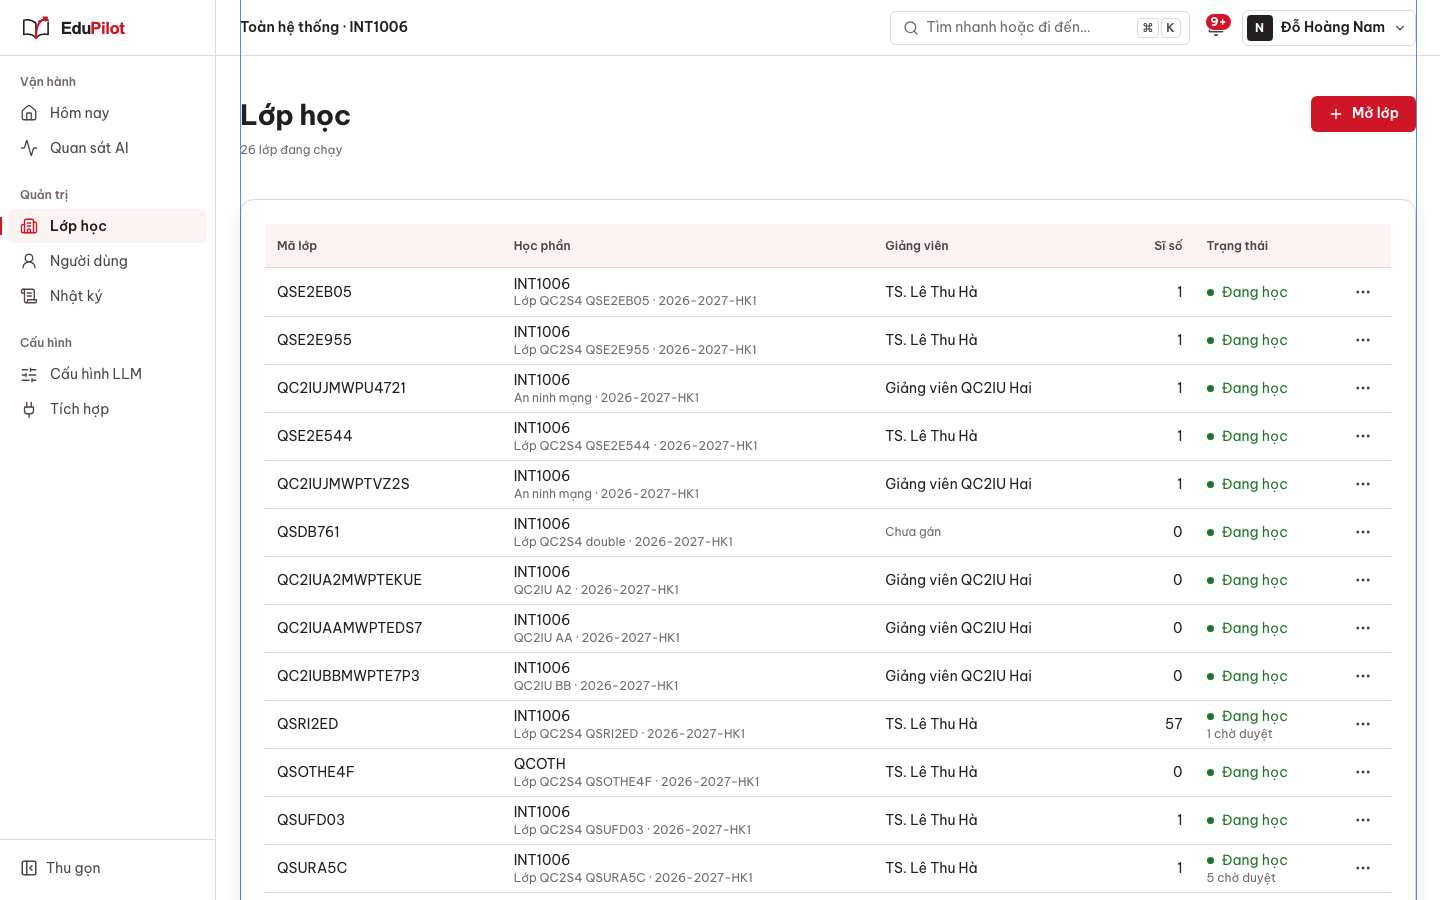 EduPilot
Toàn hệ thống · INT1006
Tìm nhanh hoặc đi đến...
⌘ K
9+
N
Đỗ Hoàng Nam
Vận hành
Hôm nay
Quan sát AI
Quản trị
Lớp học
Người dùng
Nhật ký
Cấu hình
Cấu hình LLM
Tích hợp
Thu gọn
Lớp học
26 lớp đang chạy
Mở lớp
Mã lớp Học phần Giảng viên Sĩ số Trạng thái
QSE2EB05 INT1006 TS. Lê Thu Hà 1 Đang học
Lớp QC2S4 QSE2EB05 · 2026-2027-HK1
QSE2E955 INT1006 TS. Lê Thu Hà 1 Đang học
Lớp QC2S4 QSE2E955 · 2026-2027-HK1
QC2IUJMWPU4721 INT1006 Giảng viên QC2IU Hai 1 Đang học
An ninh mạng · 2026-2027-HK1
QSE2E544 INT1006 TS. Lê Thu Hà 1 Đang học
Lớp QC2S4 QSE2E544 · 2026-2027-HK1
QC2IUJMWPTVZ2S INT1006 Giảng viên QC2IU Hai 1 Đang học
An ninh mạng · 2026-2027-HK1
QSDB761 INT1006 Chưa gán 0 Đang học
Lớp QC2S4 double · 2026-2027-HK1
QC2IUA2MWPTEKUE INT1006 Giảng viên QC2IU Hai 0 Đang học
QC2IU A2 · 2026-2027-HK1
QC2IUAAMWPTEDS7 INT1006 Giảng viên QC2IU Hai 0 Đang học
QC2IU AA · 2026-2027-HK1
QC2IUBBMWPTE7P3 INT1006 Giảng viên QC2IU Hai 0 Đang học
QC2IU BB · 2026-2027-HK1
QSRI2ED INT1006 TS. Lê Thu Hà 57 Đang học
Lớp QC2S4 QSRI2ED · 2026-2027-HK1 1 chờ duyệt
QSOTHE4F QCOTH TS. Lê Thu Hà 0 Đang học
Lớp QC2S4 QSOTHE4F · 2026-2027-HK1
QSUFD03 INT1006 TS. Lê Thu Hà 1 Đang học
Lớp QC2S4 QSUFD03 · 2026-2027-HK1
QSURA5C INT1006 TS. Lê Thu Hà 1 Đang học
Lớp QC2S4 QSURA5C · 2026-2027-HK1 5 chờ duyệt